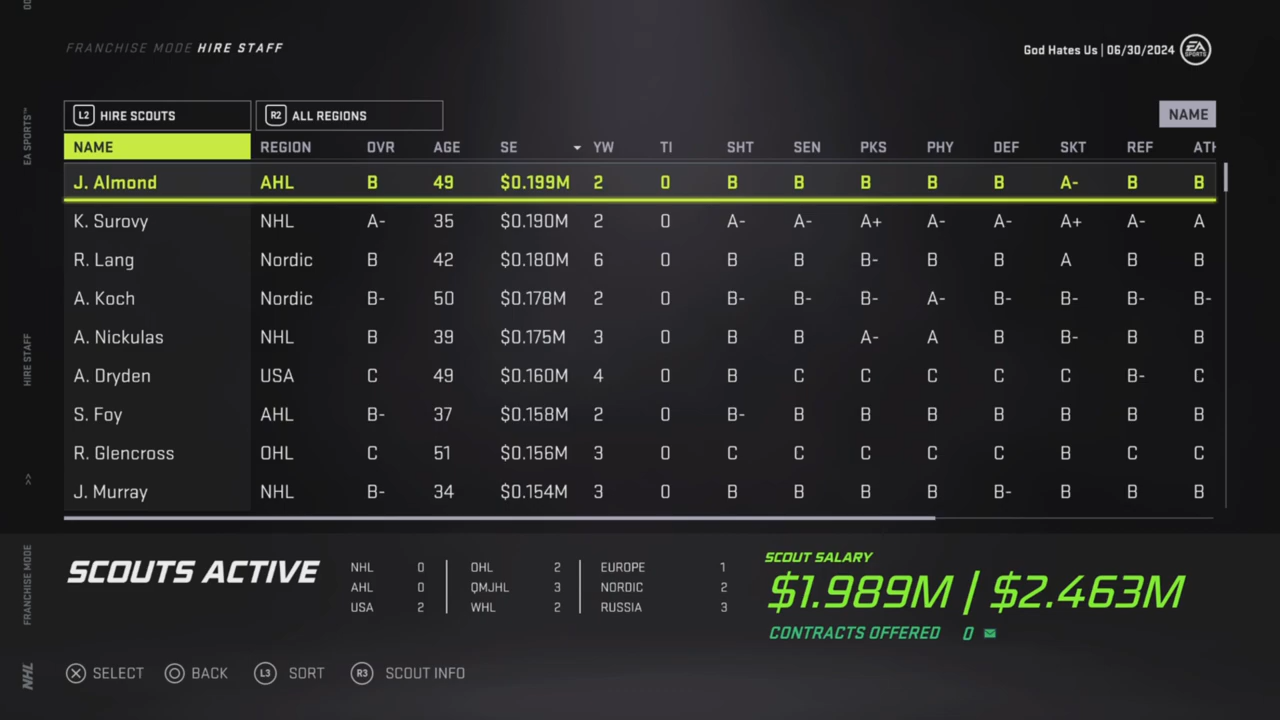 FRANCHISE MODE HIRE STAFF
God Hates Us | 06/30/2024 EA SPORTS
L2 HIRE SCOUTS R2 ALL REGIONS NAME
NAME REGION OVR AGE SE YW TI SHT SEN PKS PHY DEF SKT REF ATH
J. Almond AHL B 49 $0.199M 2 0 B B B B B A- B B
K. Surovy NHL A- 35 $0.190M 2 0 A- A- A+ A- A- A+ A- A
R. Lang Nordic B 42 $0.180M 6 0 B B B- B B A B B
A. Koch Nordic B- 50 $0.178M 2 0 B- B- B- A- B- B- B- B-
A. Nickulas NHL B 39 $0.175M 3 0 B B A- A B B- B B
A. Dryden USA C 49 $0.160M 4 0 B C C C C C B- C
S. Foy AHL B- 37 $0.158M 2 0 B- B B B B B B B
R. Glencross OHL C 51 $0.156M 3 0 C C C C C B C C
J. Murray NHL B- 34 $0.154M 3 0 B B B B B- B B B
SCOUTS ACTIVE
NHL 0 OHL 2 EUROPE 1
AHL 0 QMJHL 3 NORDIC 2
USA 2 WHL 2 RUSSIA 3
SCOUT SALARY
$1.989M | $2.463M
CONTRACTS OFFERED 0
SELECT BACK L3 SORT R3 SCOUT INFO
EA SPORTS™
HIRE STAFF
>>
FRANCHISE MODE
NHL